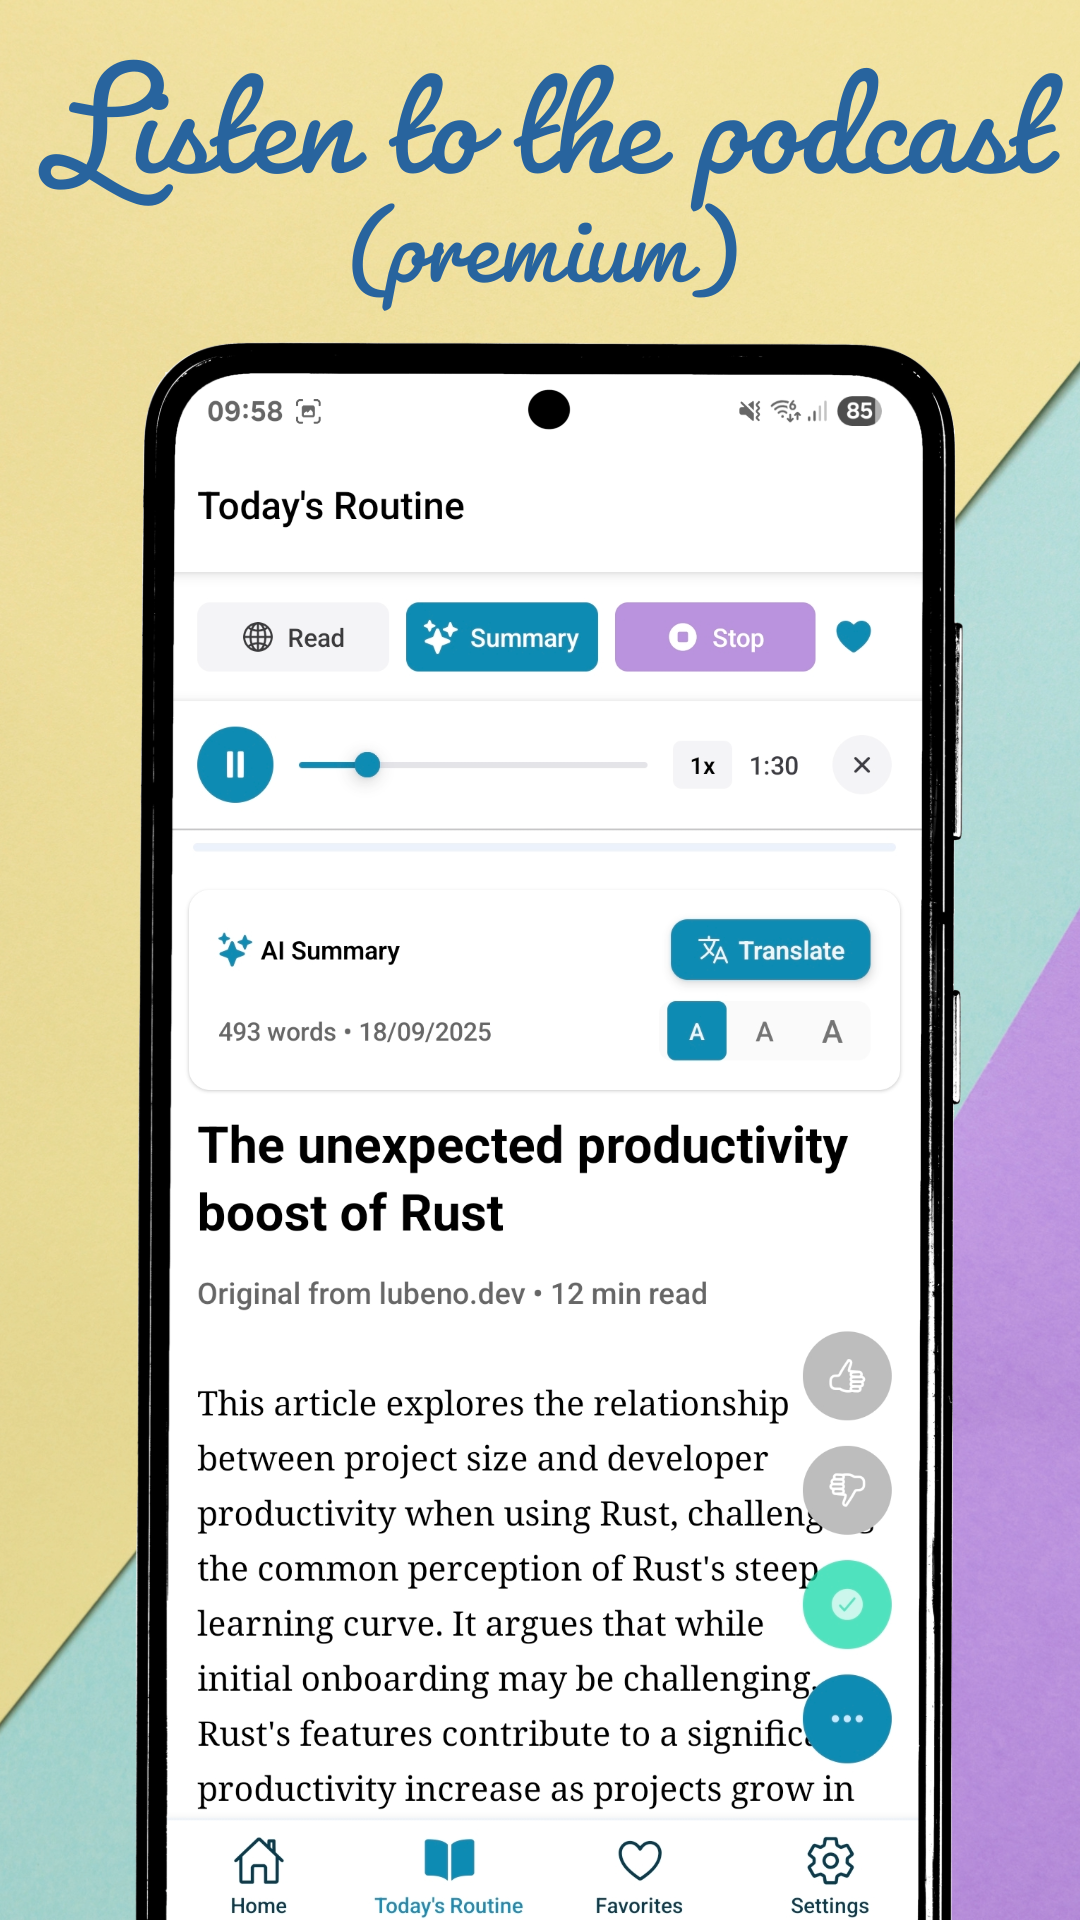 Listen to the podcast
(premium)
09:58
85
Today's Routine
Read
Summary
Stop
1x
1:30
AI Summary
Translate
493 words • 18/09/2025
A A A
The unexpected productivity
boost of Rust
Original from lubeno.dev • 12 min read
This article explores the relationship
between project size and developer
productivity when using Rust,
the common perception of Rust's steep
learning curve. It argues that while
initial onboarding may be challenging,
Rust's features contribute to a
productivity increase as projects grow in
Home
Today's Routine
Favorites
Settings